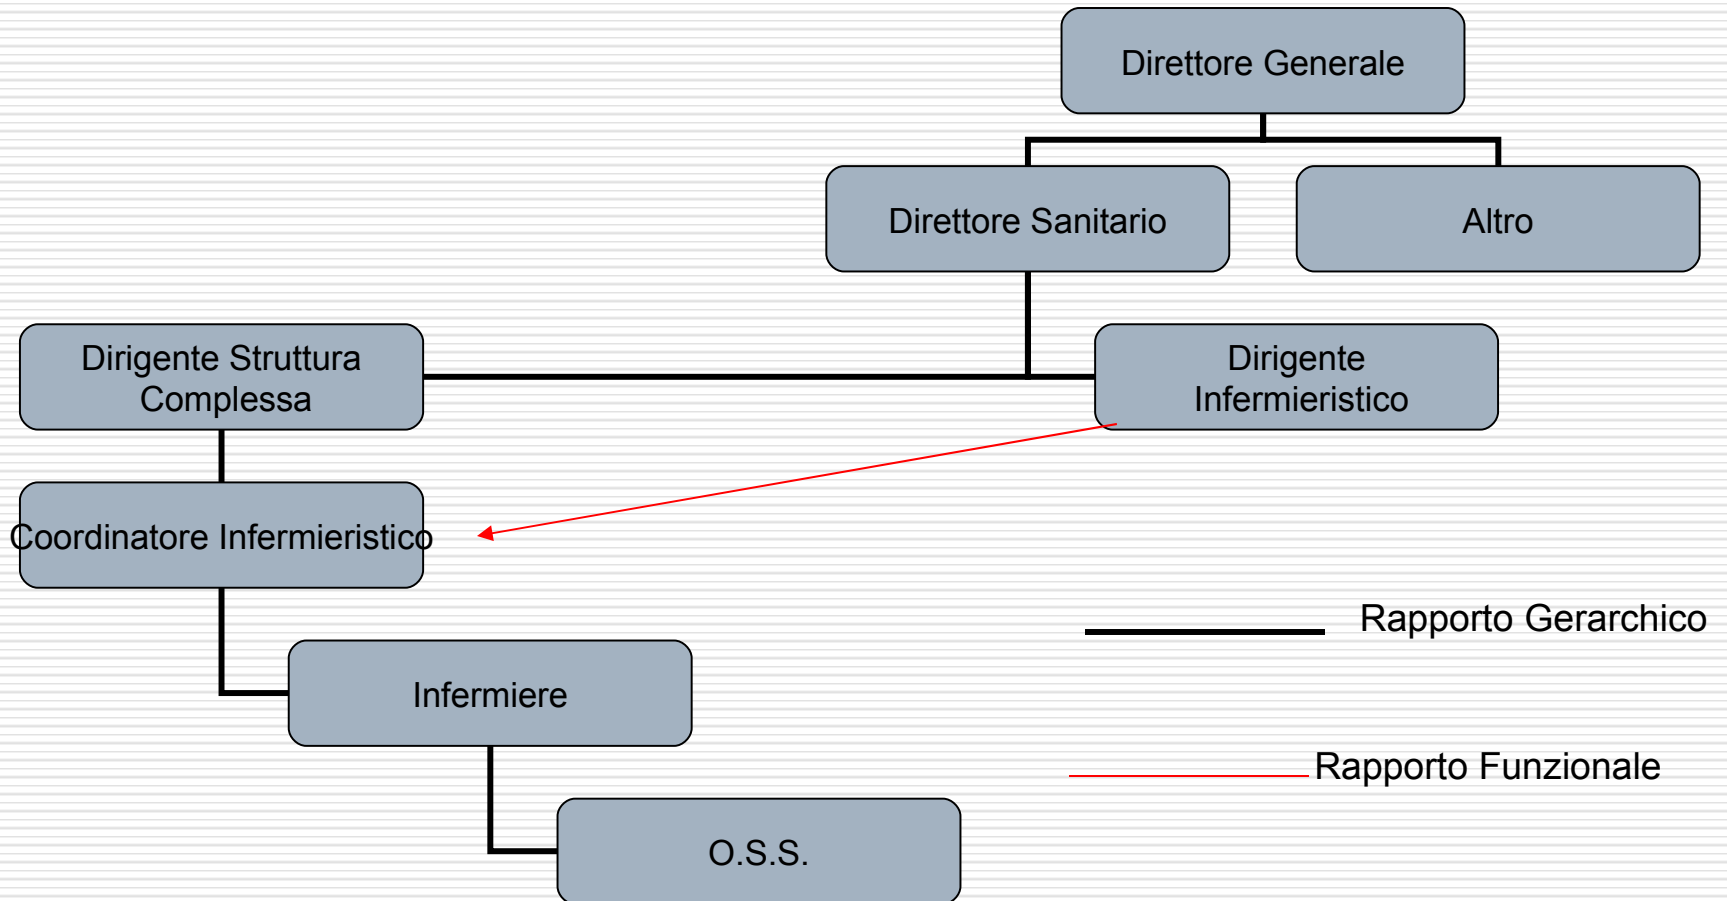 Direttore Generale
Direttore Sanitario
Altro
Dirigente Struttura
Complessa
Dirigente
Infermieristico
Coordinatore Infermieristico
Rapporto Gerarchico
Infermiere
Rapporto Funzionale
O.S.S.